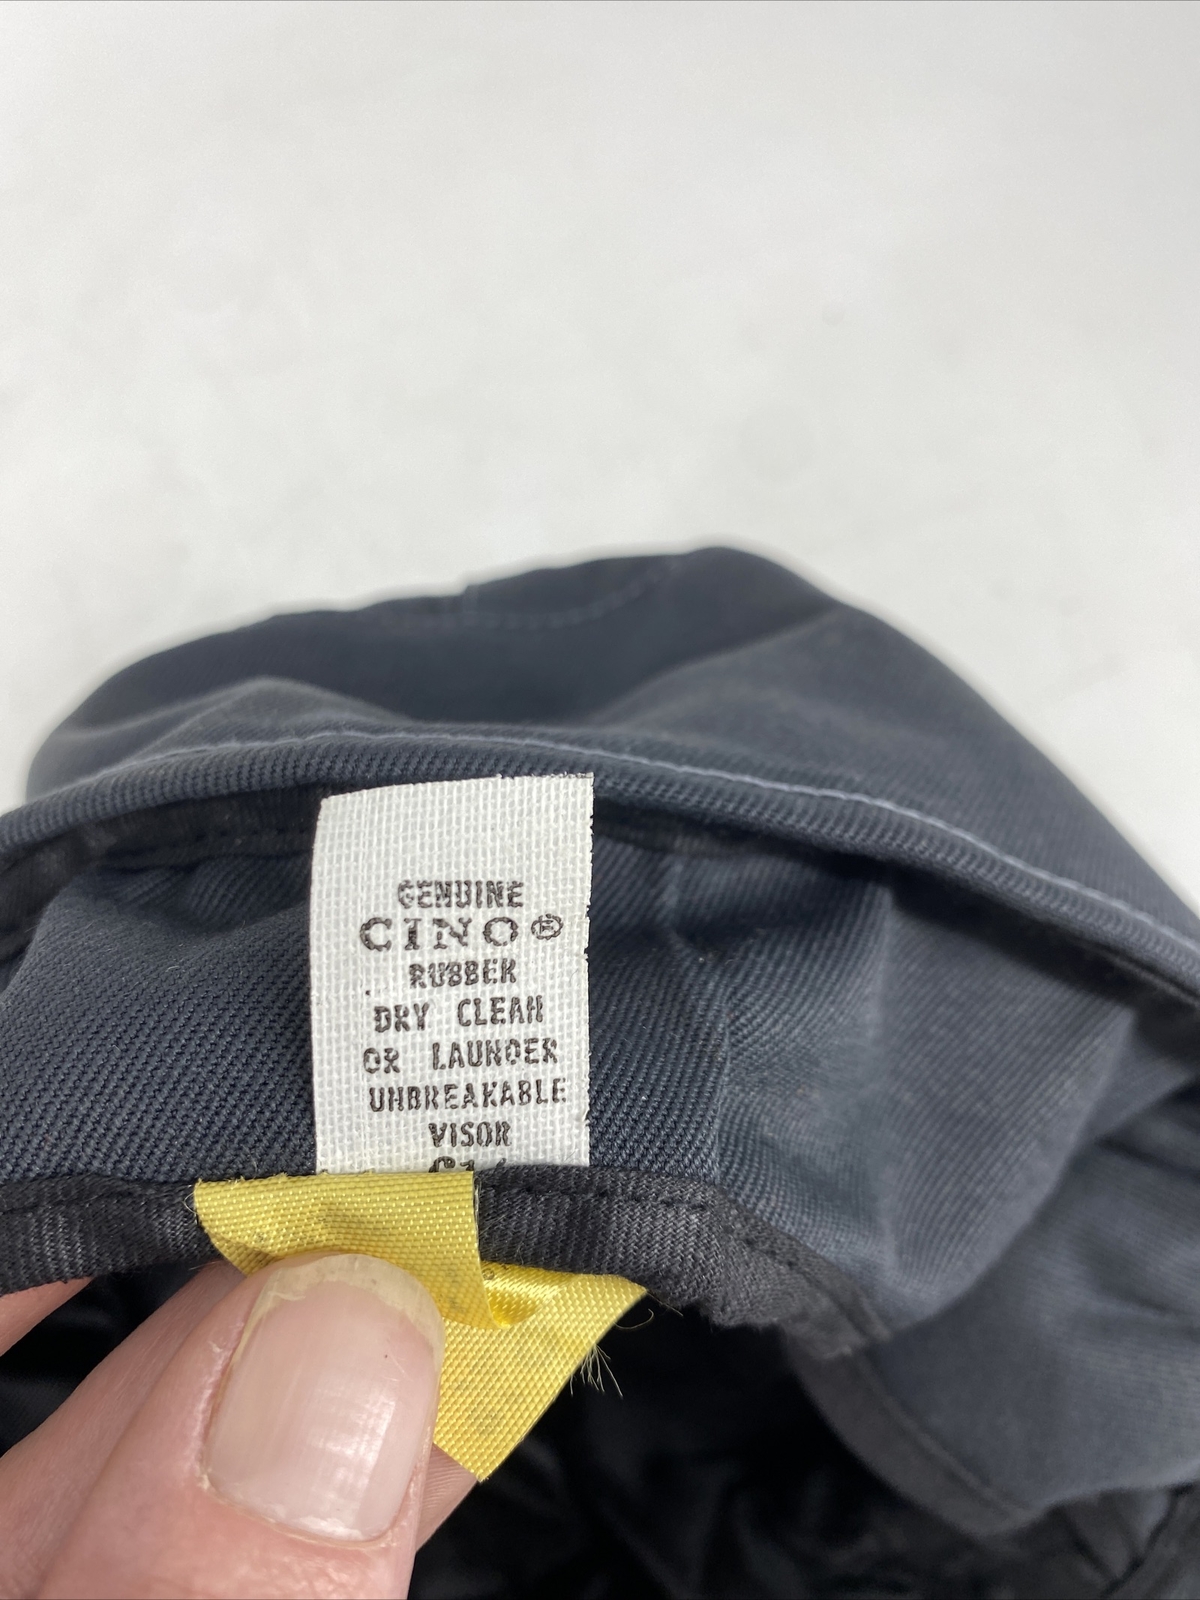 GENUINE
CINO®
RUBBER
DRY CLEAN
OR LAUNDER
UNBREAKABLE
VISOR